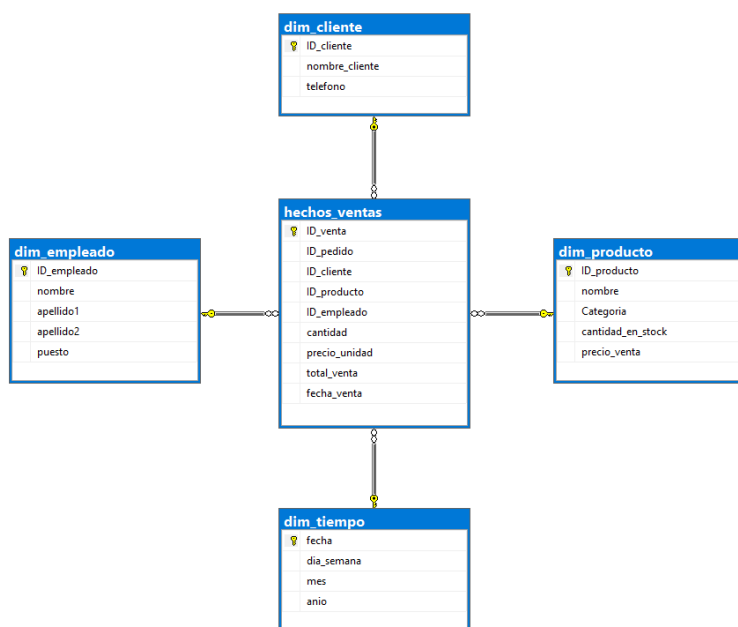 dim_cliente
ID_cliente
nombre_cliente
telefono
hechos_ventas
ID_venta
ID_pedido
ID_cliente
ID_producto
ID_empleado
cantidad
precio_unidad
total_venta
fecha_venta
dim_empleado
ID_empleado
nombre
apellido1
apellido2
puesto
dim_producto
ID_producto
nombre
Categoria
cantidad_en_stock
precio_venta
dim_tiempo
fecha
dia_semana
mes
anio